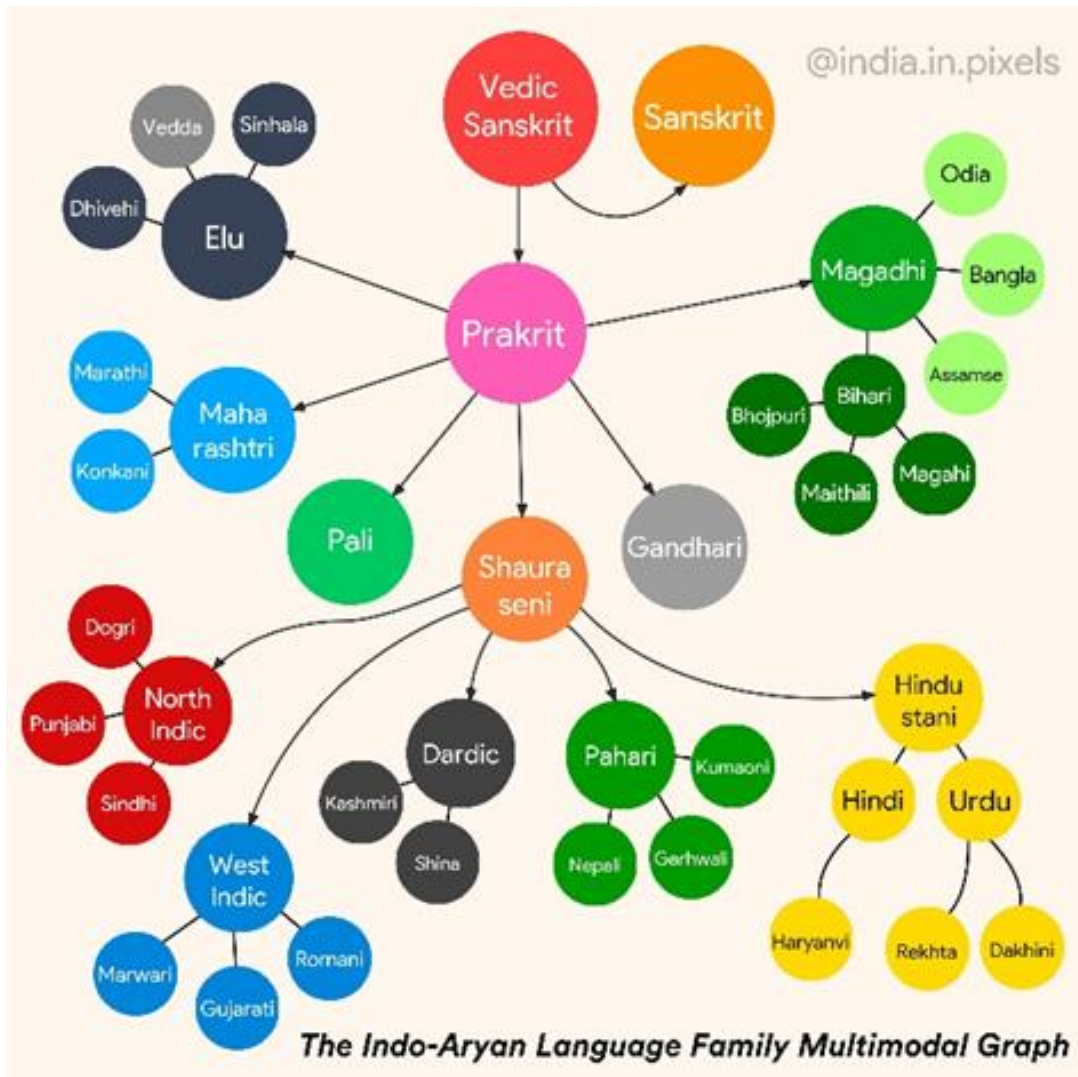 @india.in.pixels
Vedic
Sanskrit
Sanskrit
Vedda
Sinhala
Dhivehi
Elu
Odia
Magadhi
Bangla
Assamse
Bihari
Bhojpuri
Maithili
Magahi
Prakrit
Marathi
Maha
rashtri
Konkani
Pali
Shaura
seni
Gandhari
Dogri
North
Indic
Punjabi
Sindhi
West
Indic
Marwari
Gujarati
Romani
Dardic
Kashmiri
Shina
Pahari
Kumaoni
Nepali
Garhwali
Hindu
stani
Hindi
Urdu
Haryanvi
Rekhta
Dakhini
The Indo-Aryan Language Family Multimodal Graph